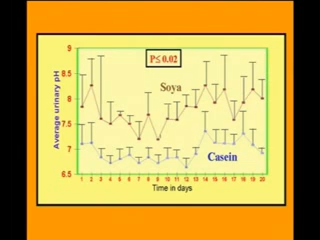 P≤ 0.02
Soya
Casein
Average urinary pH
9
8.5
8
7.5
7
6.5
1 2 3 4 5 6 7 8 9 10 11 12 13 14 15 16 17 18 19 20
Time in days